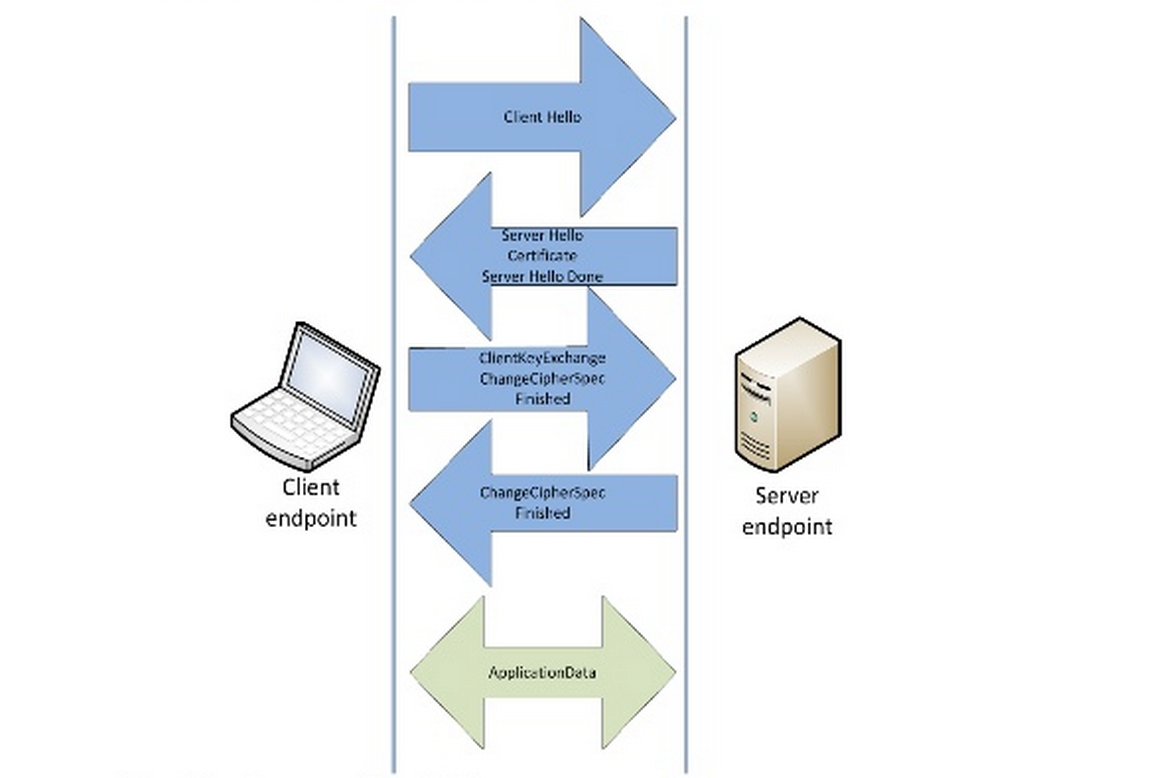 Client Hello
Server Hello
Certificate
Server Hello Done
ClientKeyExchange
ChangeCipherSpec
Finished
ChangeCipherSpec
Finished
Client
endpoint
Server
endpoint
ApplicationData